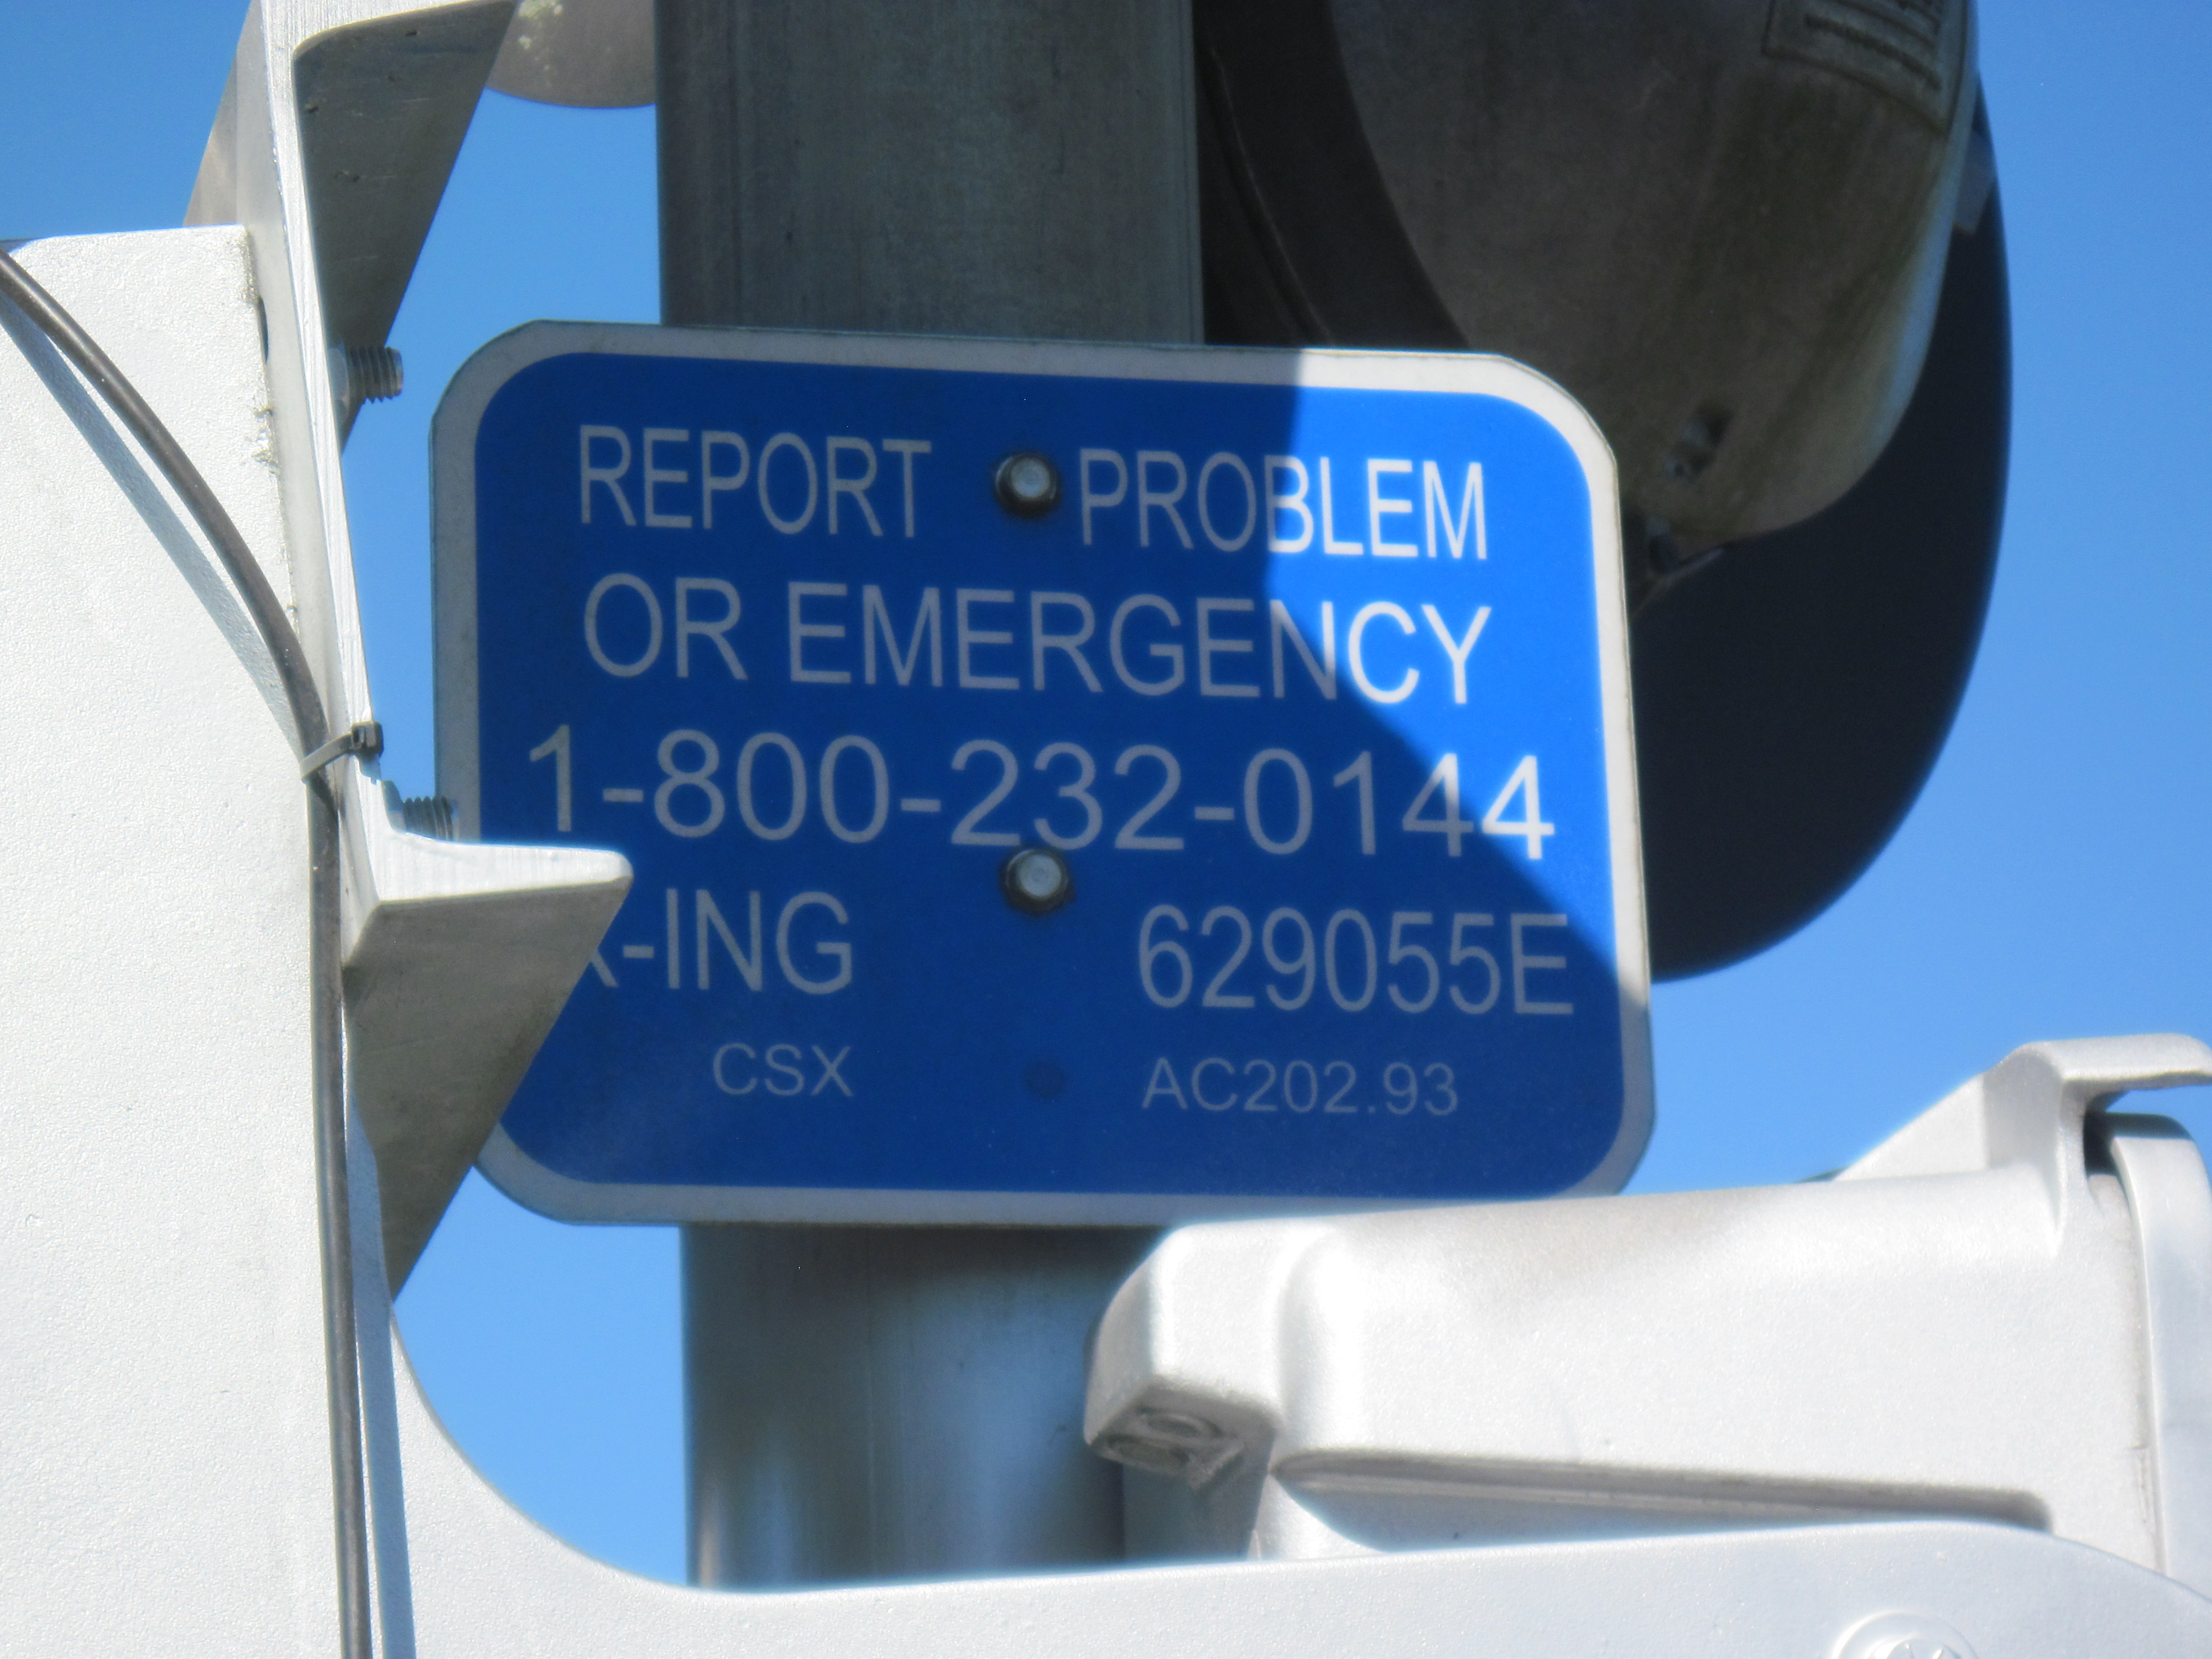 REPORT PROBLEM
OR EMERGENCY
1-800-232-0144
X-ING 629055E
CSX AC202.93